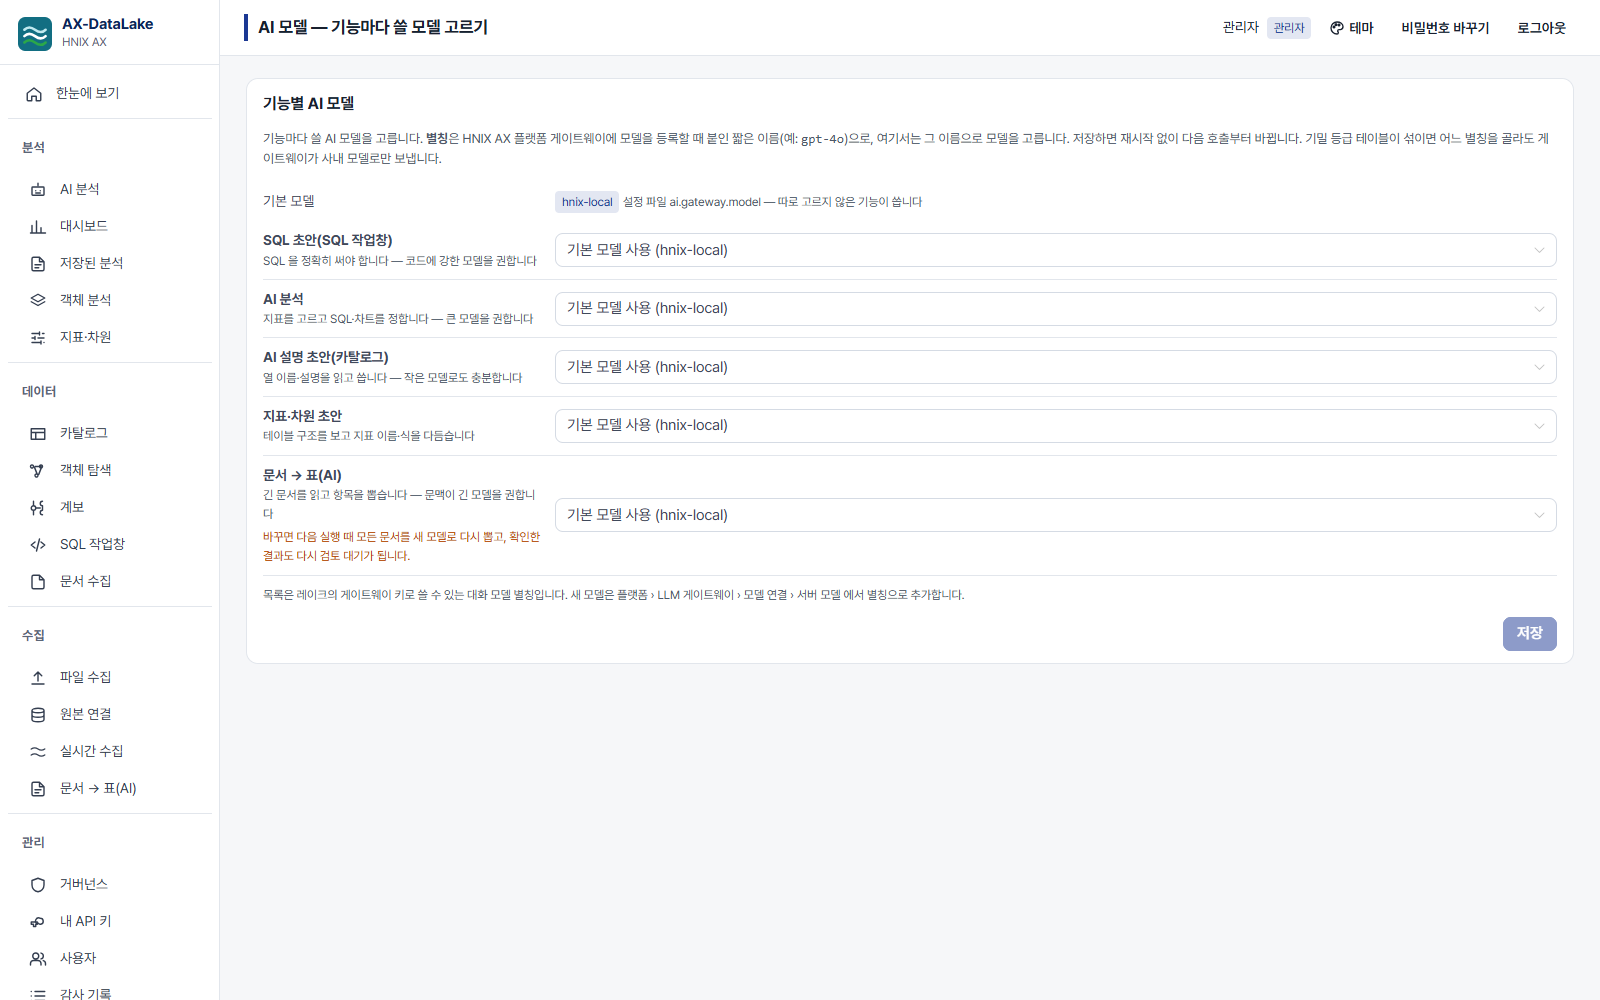 AX-DataLake
HNIX AX
한눈에 보기
분석
AI 분석
대시보드
저장된 분석
객체 분석
지표·차원
데이터
카탈로그
객체 탐색
계보
SQL 작업창
문서 수집
수집
파일 수집
원본 연결
실시간 수집
문서 → 표(AI)
관리
거버넌스
내 API 키
사용자
감사 기록
AI 모델 — 기능마다 쓸 모델 고르기
관리자 관리자 테마 비밀번호 바꾸기 로그아웃
기능별 AI 모델
기능마다 쓸 AI 모델을 고릅니다. 별칭은 HNIX AX 플랫폼 게이트웨이에 모델을 등록할 때 붙인 짧은 이름(예: gpt-4o)으로, 여기서는 그 이름으로 모델을 고릅니다. 저장하면 재시작 없이 다음 호출부터 바뀝니다. 기밀 등급 테이블이 섞이면 어느 별칭을 골라도 게
이트웨이가 사내 모델로만 보냅니다.
기본 모델 hnix-local 설정 파일 ai.gateway.model — 따로 고르지 않은 기능이 씁니다
SQL 초안(SQL 작업창)
SQL 을 정확히 써야 합니다 — 코드에 강한 모델을 권합니다
기본 모델 사용 (hnix-local)
AI 분석
지표를 고르고 SQL·차트를 정합니다 — 큰 모델을 권합니다
기본 모델 사용 (hnix-local)
AI 설명 초안(카탈로그)
열 이름·설명을 읽고 씁니다 — 작은 모델로도 충분합니다
기본 모델 사용 (hnix-local)
지표·차원 초안
테이블 구조를 보고 지표 이름·식을 다듬습니다
기본 모델 사용 (hnix-local)
문서 → 표(AI)
긴 문서를 읽고 항목을 뽑습니다 — 문맥이 긴 모델을 권합니
다
바꾸면 다음 실행 때 모든 문서를 새 모델로 다시 뽑고, 확인한
결과도 다시 검토 대기가 됩니다.
기본 모델 사용 (hnix-local)
목록은 레이크의 게이트웨이 키로 쓸 수 있는 대화 모델 별칭입니다. 새 모델은 플랫폼 › LLM 게이트웨이 › 모델 연결 › 서버 모델 에서 별칭으로 추가합니다.
저장